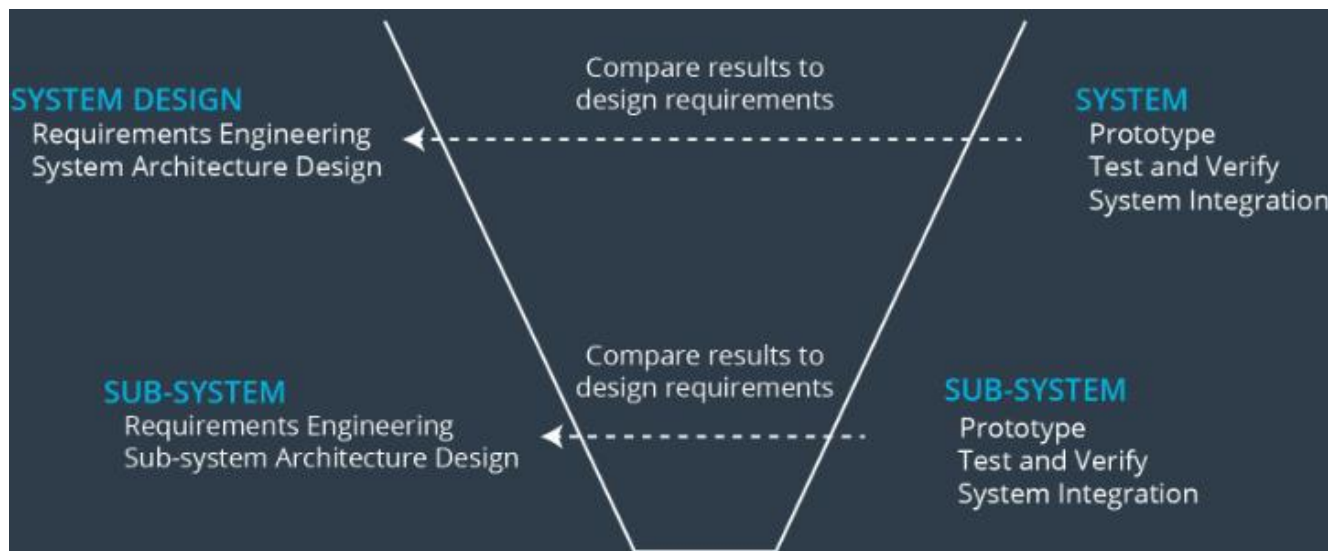 Compare results to
design requirements
SYSTEM DESIGN
Requirements Engineering
System Architecture Design
SYSTEM
Prototype
Test and Verify
System Integration
Compare results to
design requirements
SUB-SYSTEM
Requirements Engineering
Sub-system Architecture Design
SUB-SYSTEM
Prototype
Test and Verify
System Integration